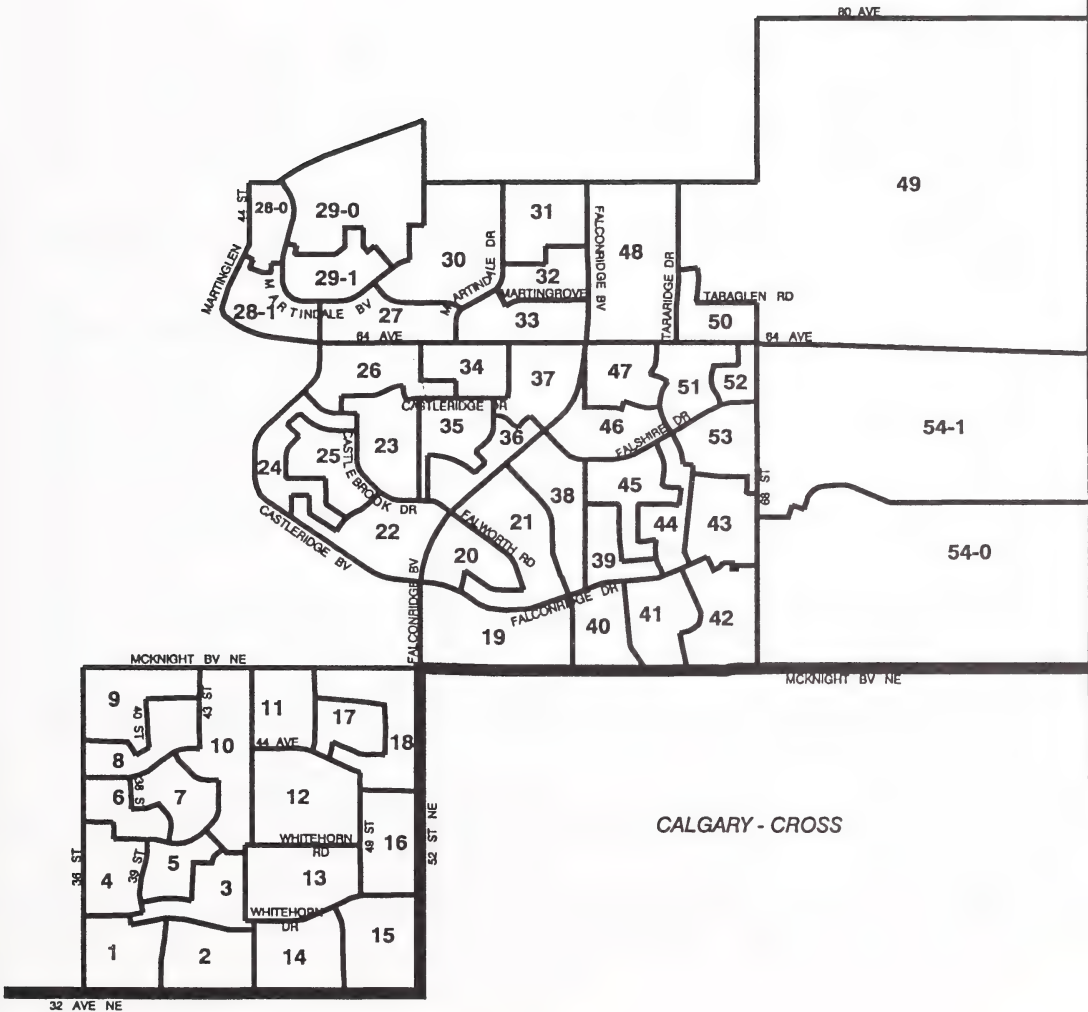 80 AVE
49
44 ST
28-0
29-0
31
FALCONRIDGE BV
48
MARTINDALE DR
30
TARARIDGE DR
MARTINGLEN
29-1
32
MARTINGROVE
TARAGLEN RD
28-1
MARTINDALE BV
27
33
50
64 AVE
64 AVE
26
34
37
47
51
52
CASTLERIDGE DR
35
36
46
FALSHIRE DR
53
54-1
23
25
24
CASTLEBROOK DR
45
38
68 ST
22
21
44
43
CASTLERIDGE BV
FALWORTH RD
20
39
54-0
FALCONRIDGE BV
FALCONRIDGE DR
19
40
41
42
MCKNIGHT BV NE
MCKNIGHT BV NE
9
40 ST
43 ST
11
17
10
44 AVE
18
8
6
38 ST
7
12
52 ST NE
CALGARY - CROSS
WHITEHORN
RD
49 ST
16
36 ST
39 ST
5
4
3
13
WHITEHORN
DR
15
1
2
14
32 AVE NE